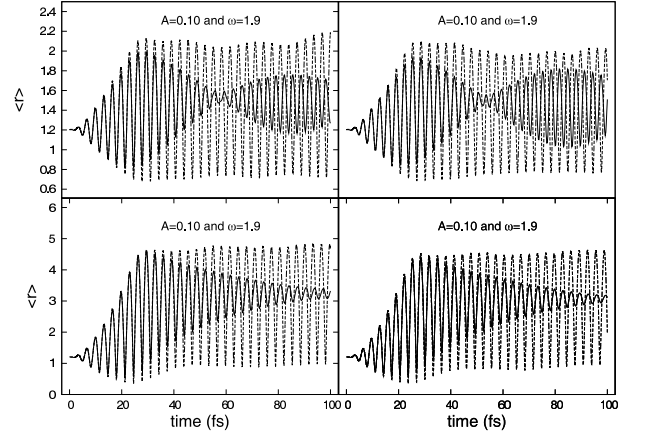 2.4
2.2
2
1.8
1.6
1.4
1.2
1
0.8
0.6
<r>
A=0.10 and ω=1.9
A=0.10 and ω=1.9
6
5
4
3
2
1
0
<r>
A=0.10 and ω=1.9
A=0.10 and ω=1.9
0 20 40 60 80 100
0 20 40 60 80 100
time (fs)
time (fs)